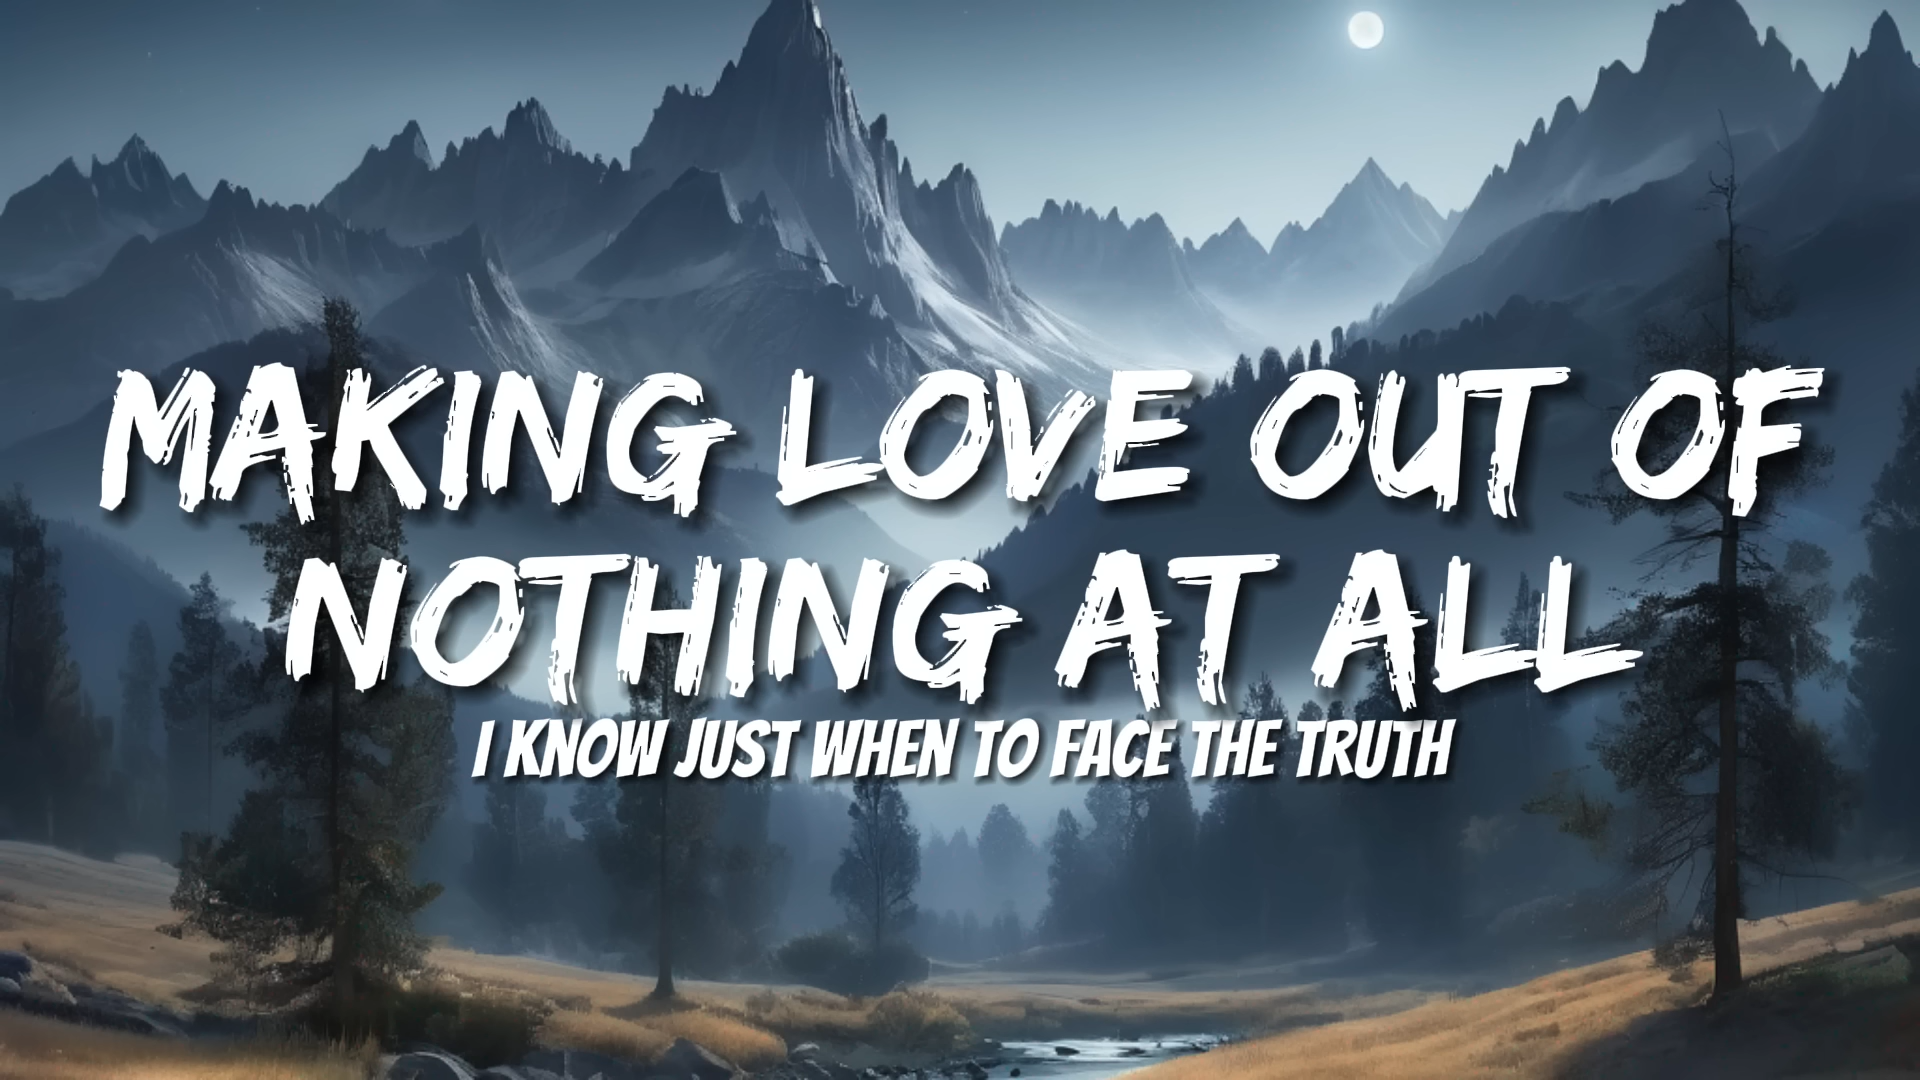 MAKING LOVE OUT OF
NOTHING AT ALL
I KNOW JUST WHEN TO FACE THE TRUTH